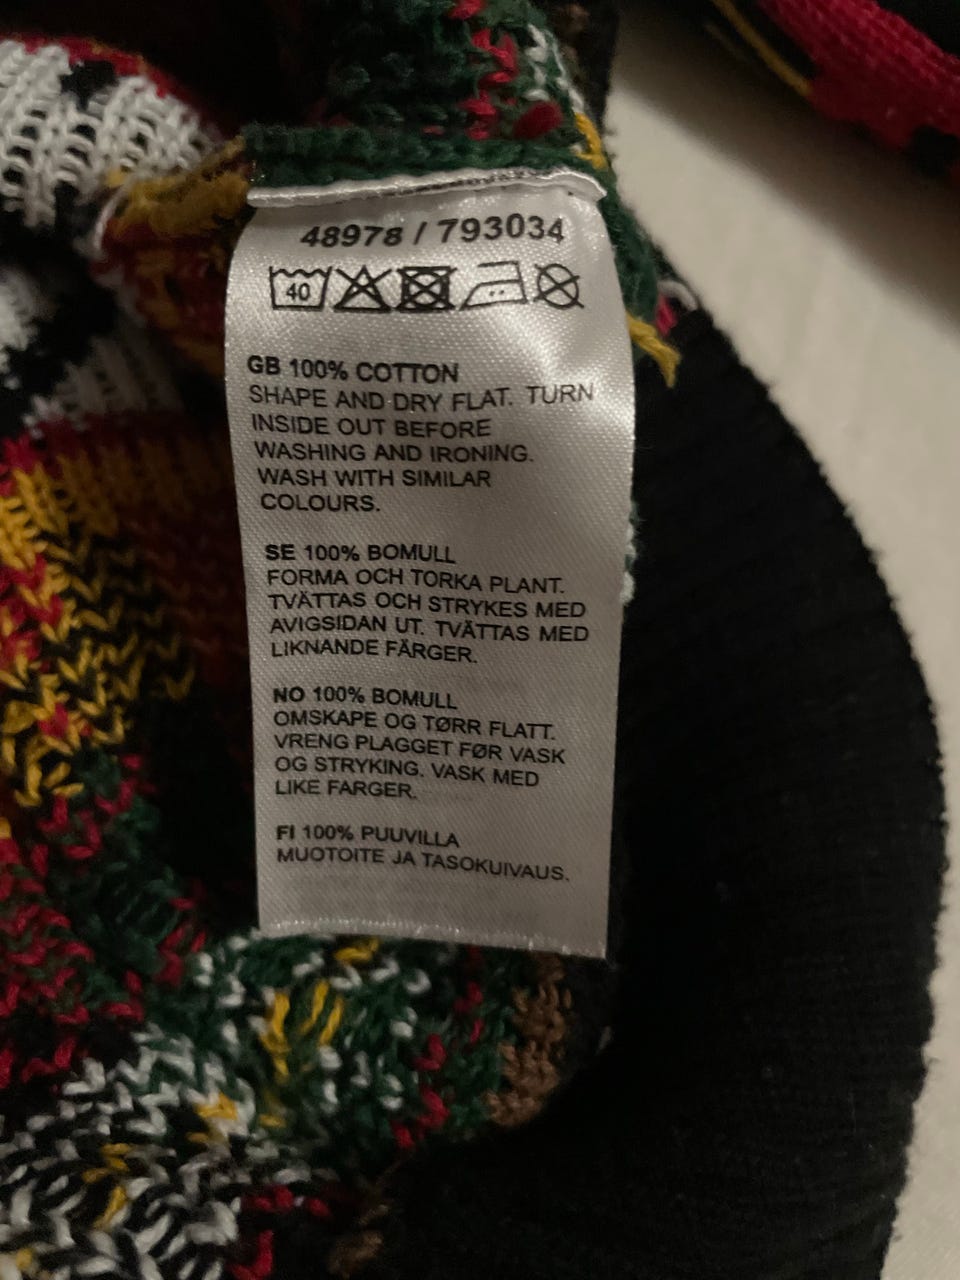 48978 / 793034
40
GB 100% COTTON
SHAPE AND DRY FLAT. TURN
INSIDE OUT BEFORE
WASHING AND IRONING.
WASH WITH SIMILAR
COLOURS.
SE 100% BOMULL
FORMA OCH TORKA PLANT.
TVÄTTAS OCH STRYKES MED
AVIGSIDAN UT. TVÄTTAS MED
LIKNANDE FÄRGER.
NO 100% BOMULL
OMSKAPE OG TØRR FLATT.
VRENG PLAGGET FØR VASK
OG STRYKING. VASK MED
LIKE FARGER.
FI 100% PUUVILLA
MUOTOITE JA TASOKUIVAUS.